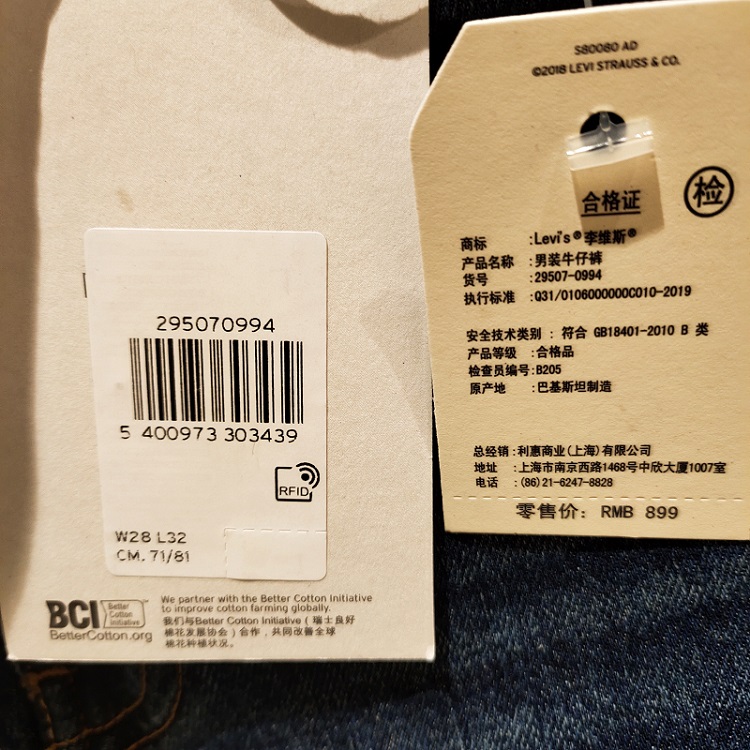 295070994
5 400973 303439
RFID
W28 L32
CM. 71/81
BCI Better Cotton Initiative
BetterCotton.org
We partner with the Better Cotton Initiative
to improve cotton farming globally.
我们与Better Cotton Initiative（瑞士良好
棉花发展协会）合作，共同改善全球
棉花种植状况。
S80080 AD
©2018 LEVI STRAUSS & CO.
合格证
检
商标 :Levi's®李维斯®
产品名称 :男装牛仔裤
货号 :29507-0994
执行标准 :Q31/0106000000C010-2019
安全技术类别 : 符合 GB18401-2010 B 类
产品等级 :合格品
检查员编号:B205
原产地 :巴基斯坦制造
总经销:利惠商业(上海)有限公司
地址 :上海市南京西路1468号中欣大厦1007室
电话 :(86)21-6247-8828
零售价: RMB 899